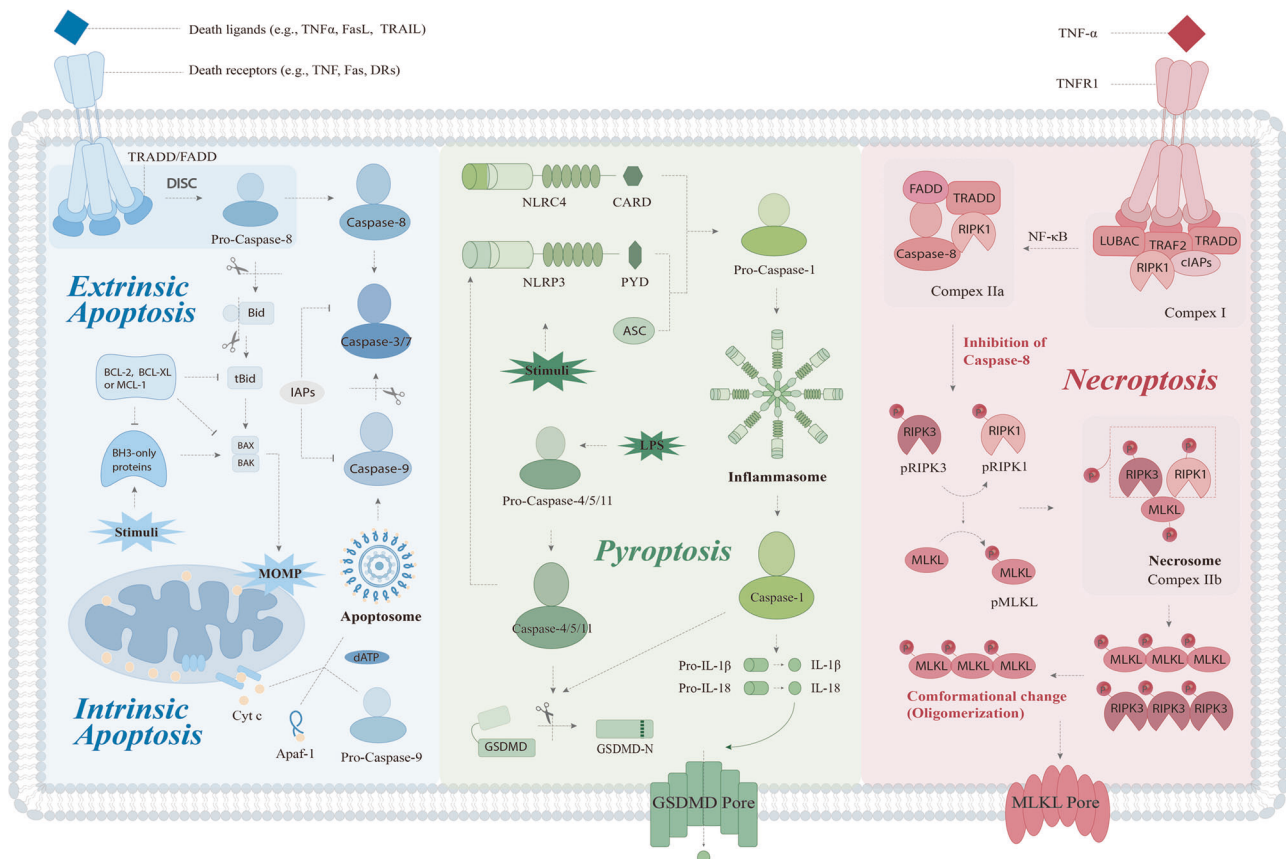 Death ligands (e.g., TNFα, FasL, TRAIL)
Death receptors (e.g., TNF, Fas, DRs)
TNF-α
TNFR1
TRADD/FADD
DISC
Pro-Caspase-8
Caspase-8
Extrinsic
Apoptosis
Bid
Caspase-3/7
BCL-2, BCL-XL
or MCL-1
tBid
IAPs
BH3-only
proteins
BAX
BAK
Caspase-9
Stimuli
MOMP
Apoptosome
dATP
Intrinsic
Apoptosis
Cyt c
Apaf-1
Pro-Caspase-9
NLRC4
CARD
Pro-Caspase-1
NLRP3
PYD
ASC
Stimuli
LPS
Pro-Caspase-4/5/11
Inflammasome
Pyroptosis
Caspase-4/5/11
Caspase-1
Pro-IL-1β
IL-1β
Pro-IL-18
IL-18
GSDMD
GSDMD-N
GSDMD Pore
FADD
TRADD
RIPK1
Caspase-8
Compex IIa
NF-κB
LUBAC
TRAF2
TRADD
RIPK1
cIAPs
Compex I
Inhibition of
Caspase-8
Necroptosis
P
RIPK3
pRIPK3
P
RIPK1
pRIPK1
P
P
P
RIPK3
RIPK1
MLKL
P
Necrosome
Compex IIb
MLKL
P
MLKL
pMLKL
P
P
P
MLKL
MLKL
MLKL
Comformational change
(Oligomerization)
P
P
P
MLKL
MLKL
MLKL
P
P
P
RIPK3
RIPK3
RIPK3
MLKL Pore